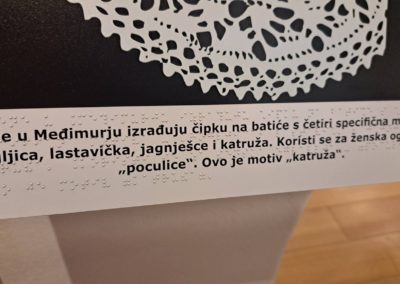 e u Međimurju izrađuju čipku na batiće s četiri specifična m
ljica, lastavička, jagnješce i katruža. Koristi se za ženska og
„poculice“. Ovo je motiv „katruža“.